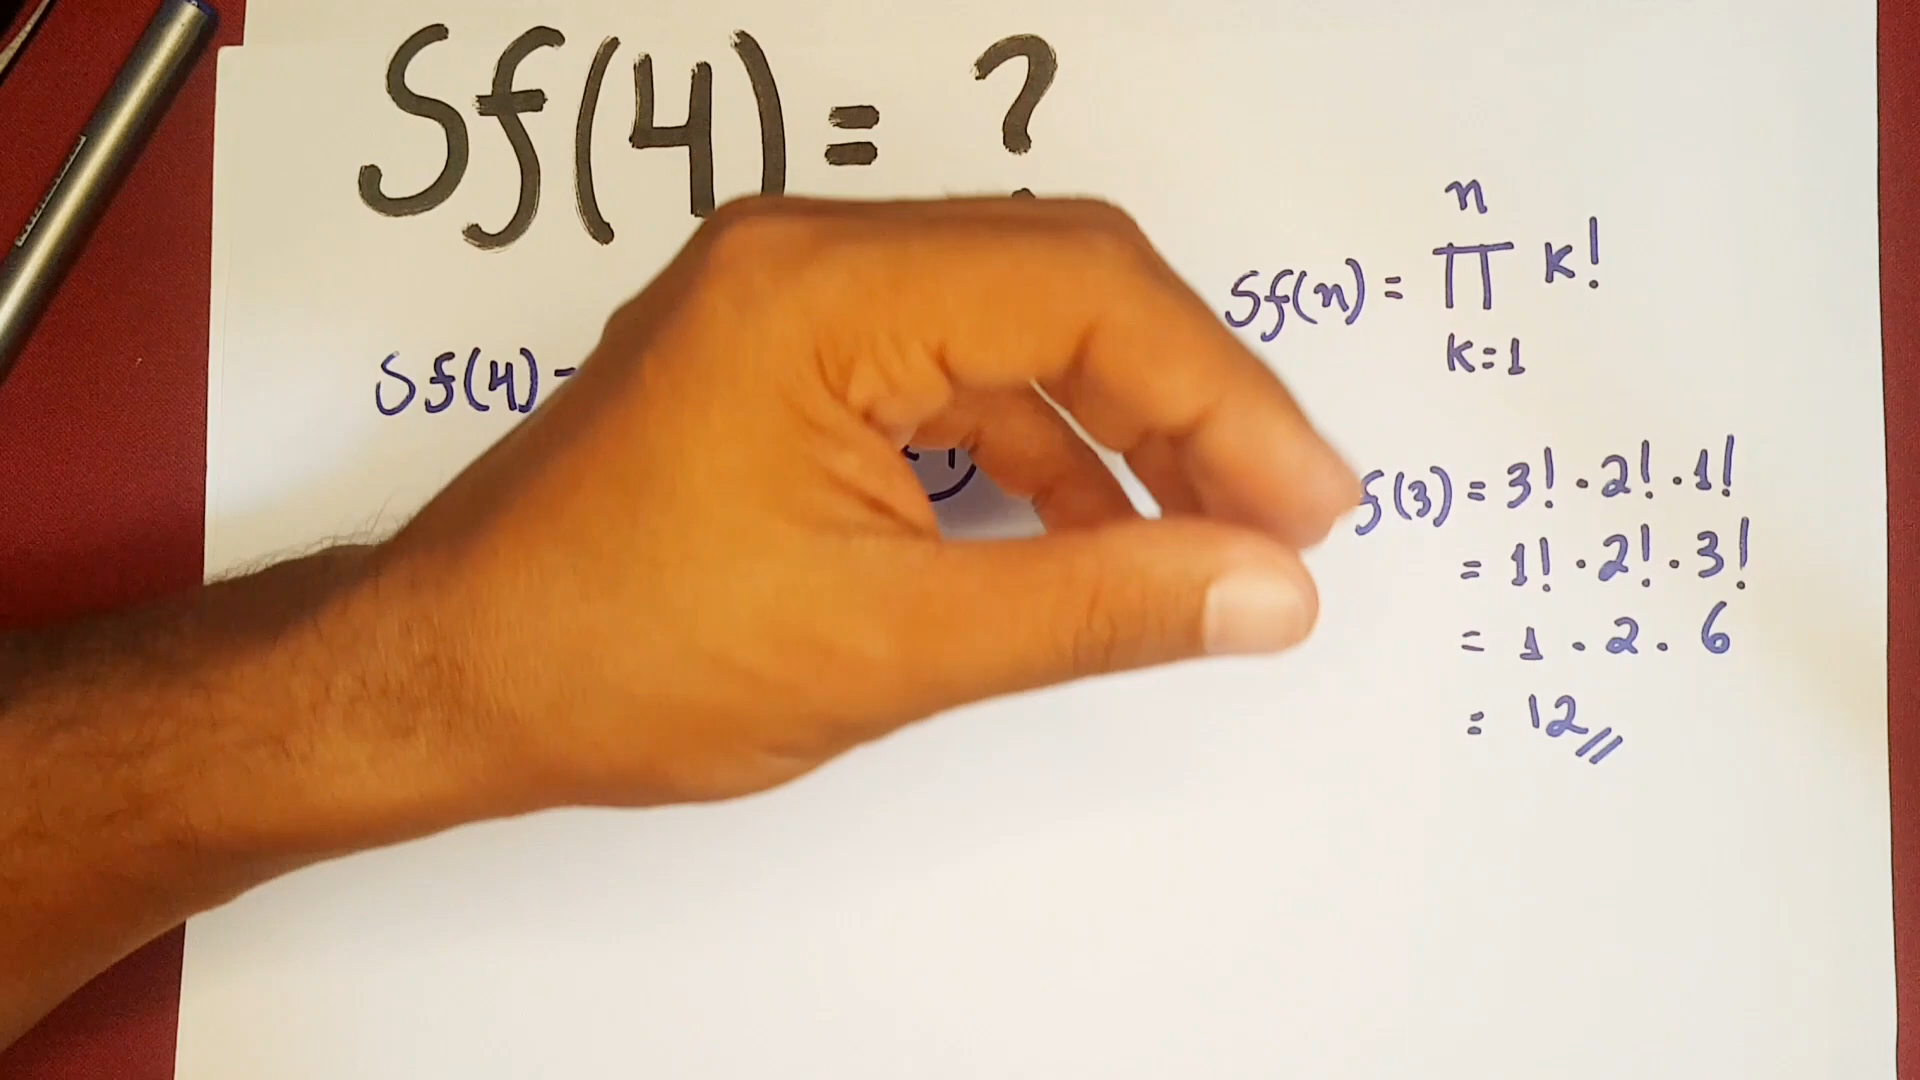 Sf(4) = ?
n
Sf(n) = ∏ k!
k=1
Sf(4)
f(3) = 3! · 2! · 1!
= 1! · 2! · 3!
= 1 · 2 · 6
= 12